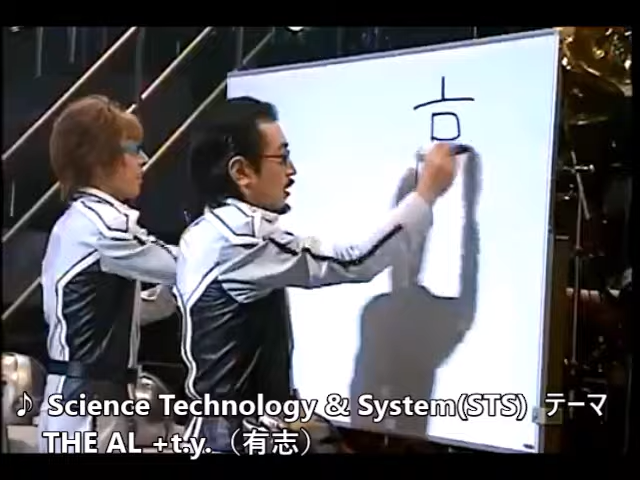 ♪ Science Technology & System(STS) テーマ
THE AL +t.y.（有志）